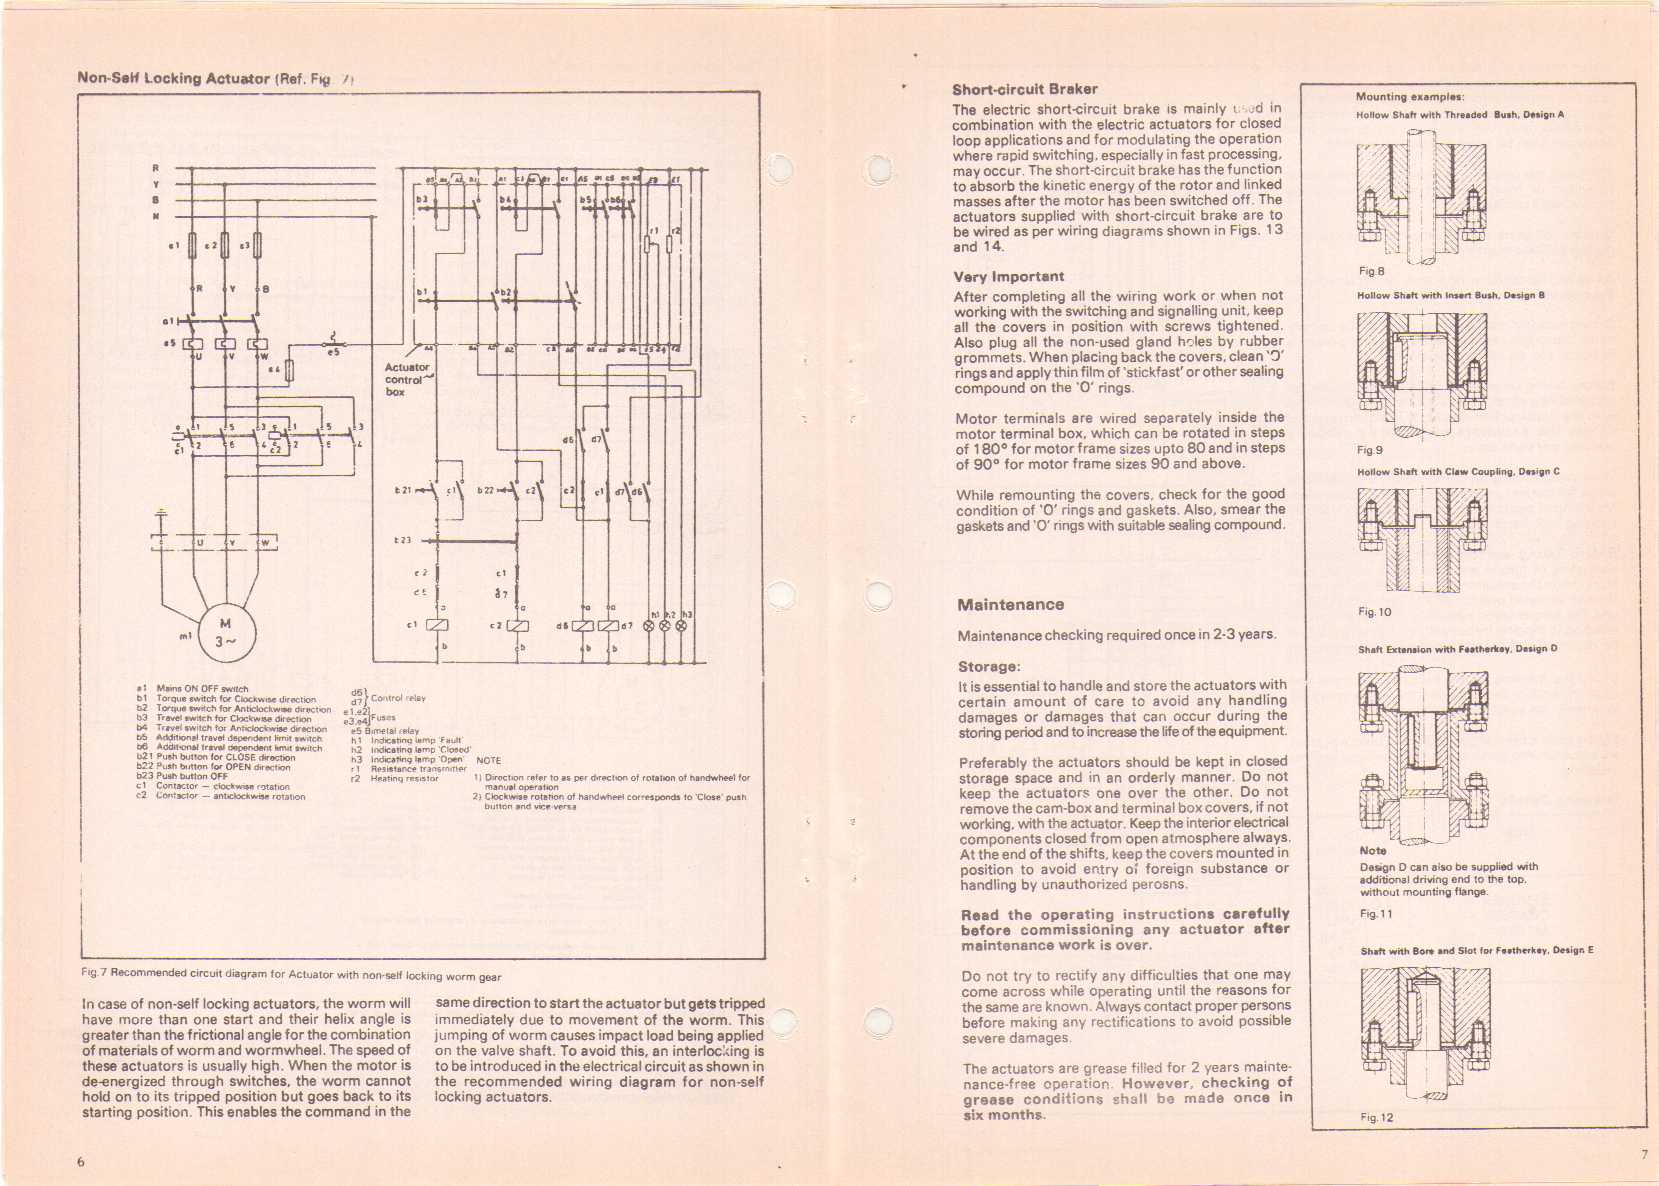 Non-Self Locking Actuator (Ref. Fig 7)
R
Y
B
N
e1
e2
e3
R
Y
B
a1
e5
U
V
W
e4
e5
Actuator
control
box
b3
b4
b5
b6
r1
r2
b1
b2
1
5
3
1
5
3
2
6
4
2
6
4
c1
c2
d6
d7
b21
c1
b22
c2
c2
c1
d7
d6
b23
c2
c1
d7
U
V
W
M
3~
m1
a
a
a
a
h1
h2
h3
c1
c2
d6
d7
b
b
b
b
a1 Mains ON OFF switch
b1 Torque switch for Clockwise direction
b2 Torque switch for Anticlockwise direction
b3 Travel switch for Clockwise direction
b4 Travel switch for Anticlockwise direction
b5 Additional travel dependent limit switch
b6 Additional travel dependent limit switch
b21 Push button for CLOSE direction
b22 Push button for OPEN direction
b23 Push button OFF
c1 Contactor — clockwise rotation
c2 Contactor — anticlockwise rotation
d6
d7 } Control relay
e1.e2
e3.e4 } Fuses
e5 Bimetal relay
h1 Indicating lamp 'Fault'
h2 Indicating lamp 'Closed'
h3 Indicating lamp 'Open'
r1 Resistance transmitter
r2 Heating resistor
NOTE
1) Direction refer to as per direction of rotation of handwheel for
manual operation
2) Clockwise rotation of handwheel corresponds to 'Close' push
button and vice-versa
Fig.7 Recommended circuit diagram for Actuator with non-self locking worm gear
In case of non-self locking actuators, the worm will
have more than one start and their helix angle is
greater than the frictional angle for the combination
of materials of worm and wormwheel. The speed of
these actuators is usually high. When the motor is
de-energized through switches, the worm cannot
hold on to its tripped position but goes back to its
starting position. This enables the command in the
same direction to start the actuator but gets tripped
immediately due to movement of the worm. This
jumping of worm causes impact load being applied
on the valve shaft. To avoid this, an interlocking is
to be introduced in the electrical circuit as shown in
the recommended wiring diagram for non-self
locking actuators.
6
Short-circuit Braker
The electric short-circuit brake is mainly used in
combination with the electric actuators for closed
loop applications and for modulating the operation
where rapid switching, especially in fast processing,
may occur. The short-circuit brake has the function
to absorb the kinetic energy of the rotor and linked
masses after the motor has been switched off. The
actuators supplied with short-circuit brake are to
be wired as per wiring diagrams shown in Figs. 13
and 14.
Very Important
After completing all the wiring work or when not
working with the switching and signalling unit, keep
all the covers in position with screws tightened.
Also plug all the non-used gland holes by rubber
grommets. When placing back the covers, clean 'O'
rings and apply thin film of 'stickfast' or other sealing
compound on the 'O' rings.
Motor terminals are wired separately inside the
motor terminal box, which can be rotated in steps
of 180° for motor frame sizes upto 80 and in steps
of 90° for motor frame sizes 90 and above.
While remounting the covers, check for the good
condition of 'O' rings and gaskets. Also, smear the
gaskets and 'O' rings with suitable sealing compound.
Maintenance
Maintenance checking required once in 2-3 years.
Storage:
It is essential to handle and store the actuators with
certain amount of care to avoid any handling
damages or damages that can occur during the
storing period and to increase the life of the equipment.
Preferably the actuators should be kept in closed
storage space and in an orderly manner. Do not
keep the actuators one over the other. Do not
remove the cam-box and terminal box covers, if not
working, with the actuator. Keep the interior electrical
components closed from open atmosphere always.
At the end of the shifts, keep the covers mounted in
position to avoid entry of foreign substance or
handling by unauthorized perosns.
Read the operating instructions carefully
before commissioning any actuator after
maintenance work is over.
Do not try to rectify any difficulties that one may
come across while operating until the reasons for
the same are known. Always contact proper persons
before making any rectifications to avoid possible
severe damages.
The actuators are grease filled for 2 years mainte-
nance-free operation. However, checking of
grease conditions shall be made once in
six months.
Mounting examples:
Hollow Shaft with Threaded Bush, Design A
Fig.8
Hollow Shaft with Insert Bush, Design B
Fig.9
Hollow Shaft with Claw Coupling, Design C
Fig.10
Shaft Extension with Featherkey, Design D
Note
Design D can also be supplied with
additional driving end to the top,
without mounting flange.
Fig.11
Shaft with Bore and Slot for Featherkey, Design E
Fig.12
7